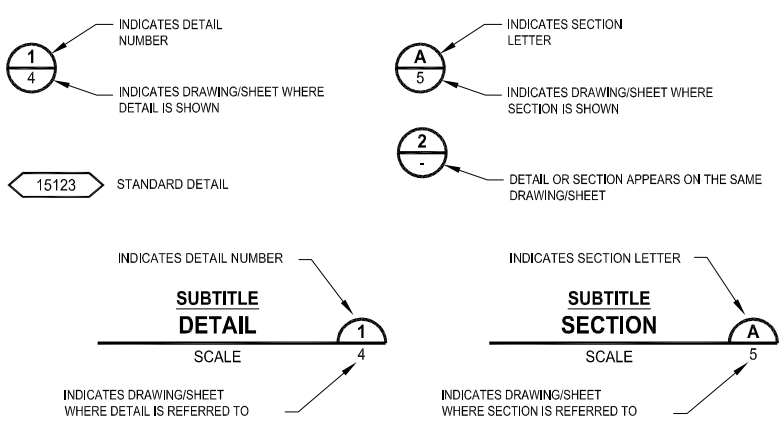 INDICATES DETAIL
NUMBER
1
4
INDICATES DRAWING/SHEET WHERE
DETAIL IS SHOWN
INDICATES SECTION
LETTER
A
5
INDICATES DRAWING/SHEET WHERE
SECTION IS SHOWN
2
-
DETAIL OR SECTION APPEARS ON THE SAME
DRAWING/SHEET
15123
STANDARD DETAIL
INDICATES DETAIL NUMBER
SUBTITLE
DETAIL
1
SCALE
4
INDICATES DRAWING/SHEET
WHERE DETAIL IS REFERRED TO
INDICATES SECTION LETTER
SUBTITLE
SECTION
A
SCALE
5
INDICATES DRAWING/SHEET
WHERE SECTION IS REFERRED TO